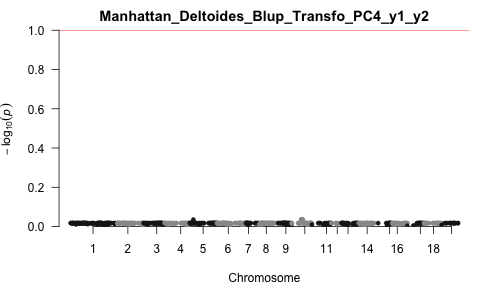 Manhattan_Deltoides_Blup_Transfo_PC4_y1_y2
1.0
0.8
0.6
0.4
0.2
0.0
− log10(p)
1 2 3 4 5 6 7 8 9 11 14 16 18
Chromosome